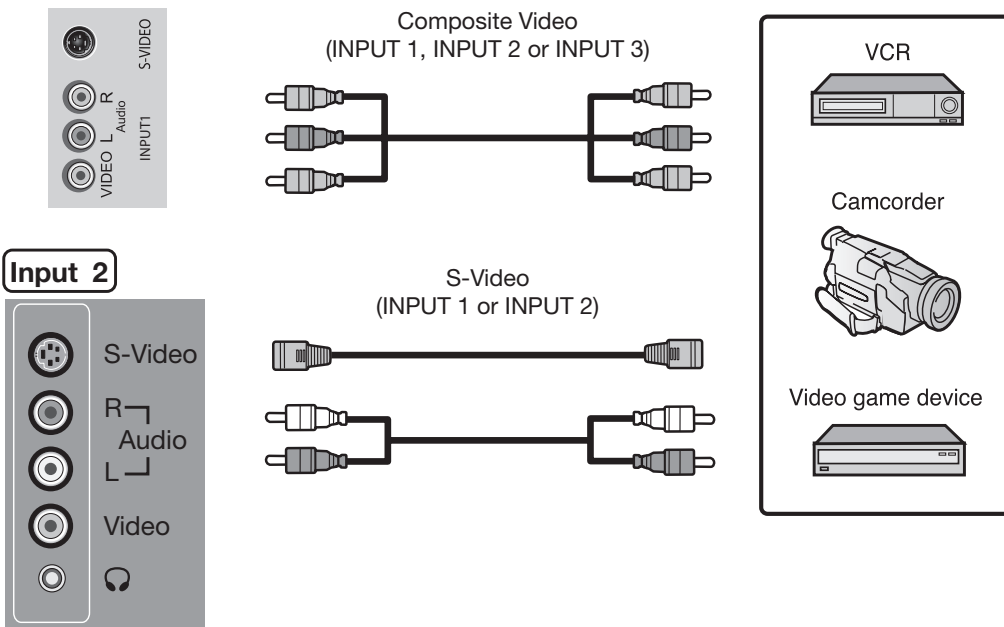 S-VIDEO
R
Audio
L
VIDEO
INPUT1
Composite Video
(INPUT 1, INPUT 2 or INPUT 3)
VCR
Camcorder
Input 2
S-Video
R
Audio
L
Video
S-Video
(INPUT 1 or INPUT 2)
Video game device